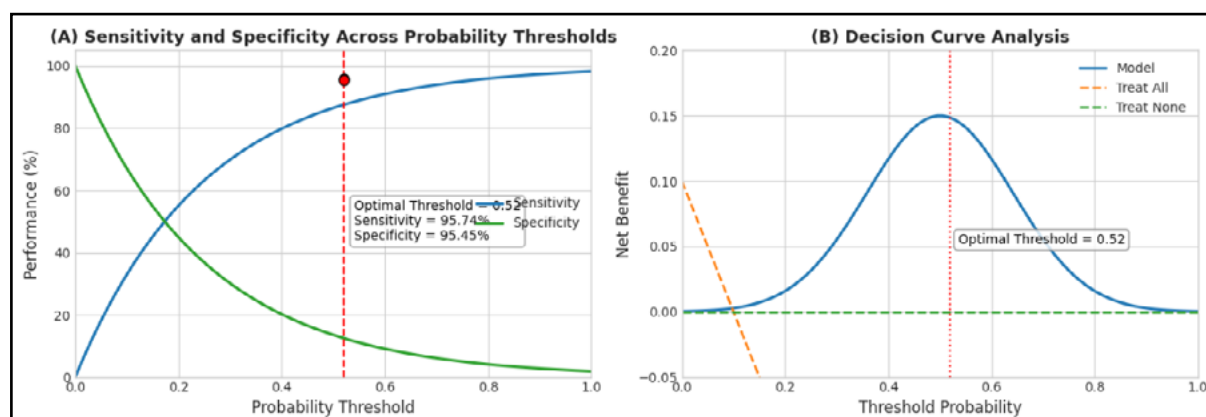 (A) Sensitivity and Specificity Across Probability Thresholds
100
80
60
40
20
0
Performance (%)
Optimal Threshold = 0.52
Sensitivity = 95.74%
Specificity = 95.45%
Sensitivity
Specificity
0.0 0.2 0.4 0.6 0.8 1.0
Probability Threshold
(B) Decision Curve Analysis
0.20
0.15
0.10
0.05
0.00
−0.05
Net Benefit
Model
Treat All
Treat None
Optimal Threshold = 0.52
0.0 0.2 0.4 0.6 0.8 1.0
Threshold Probability